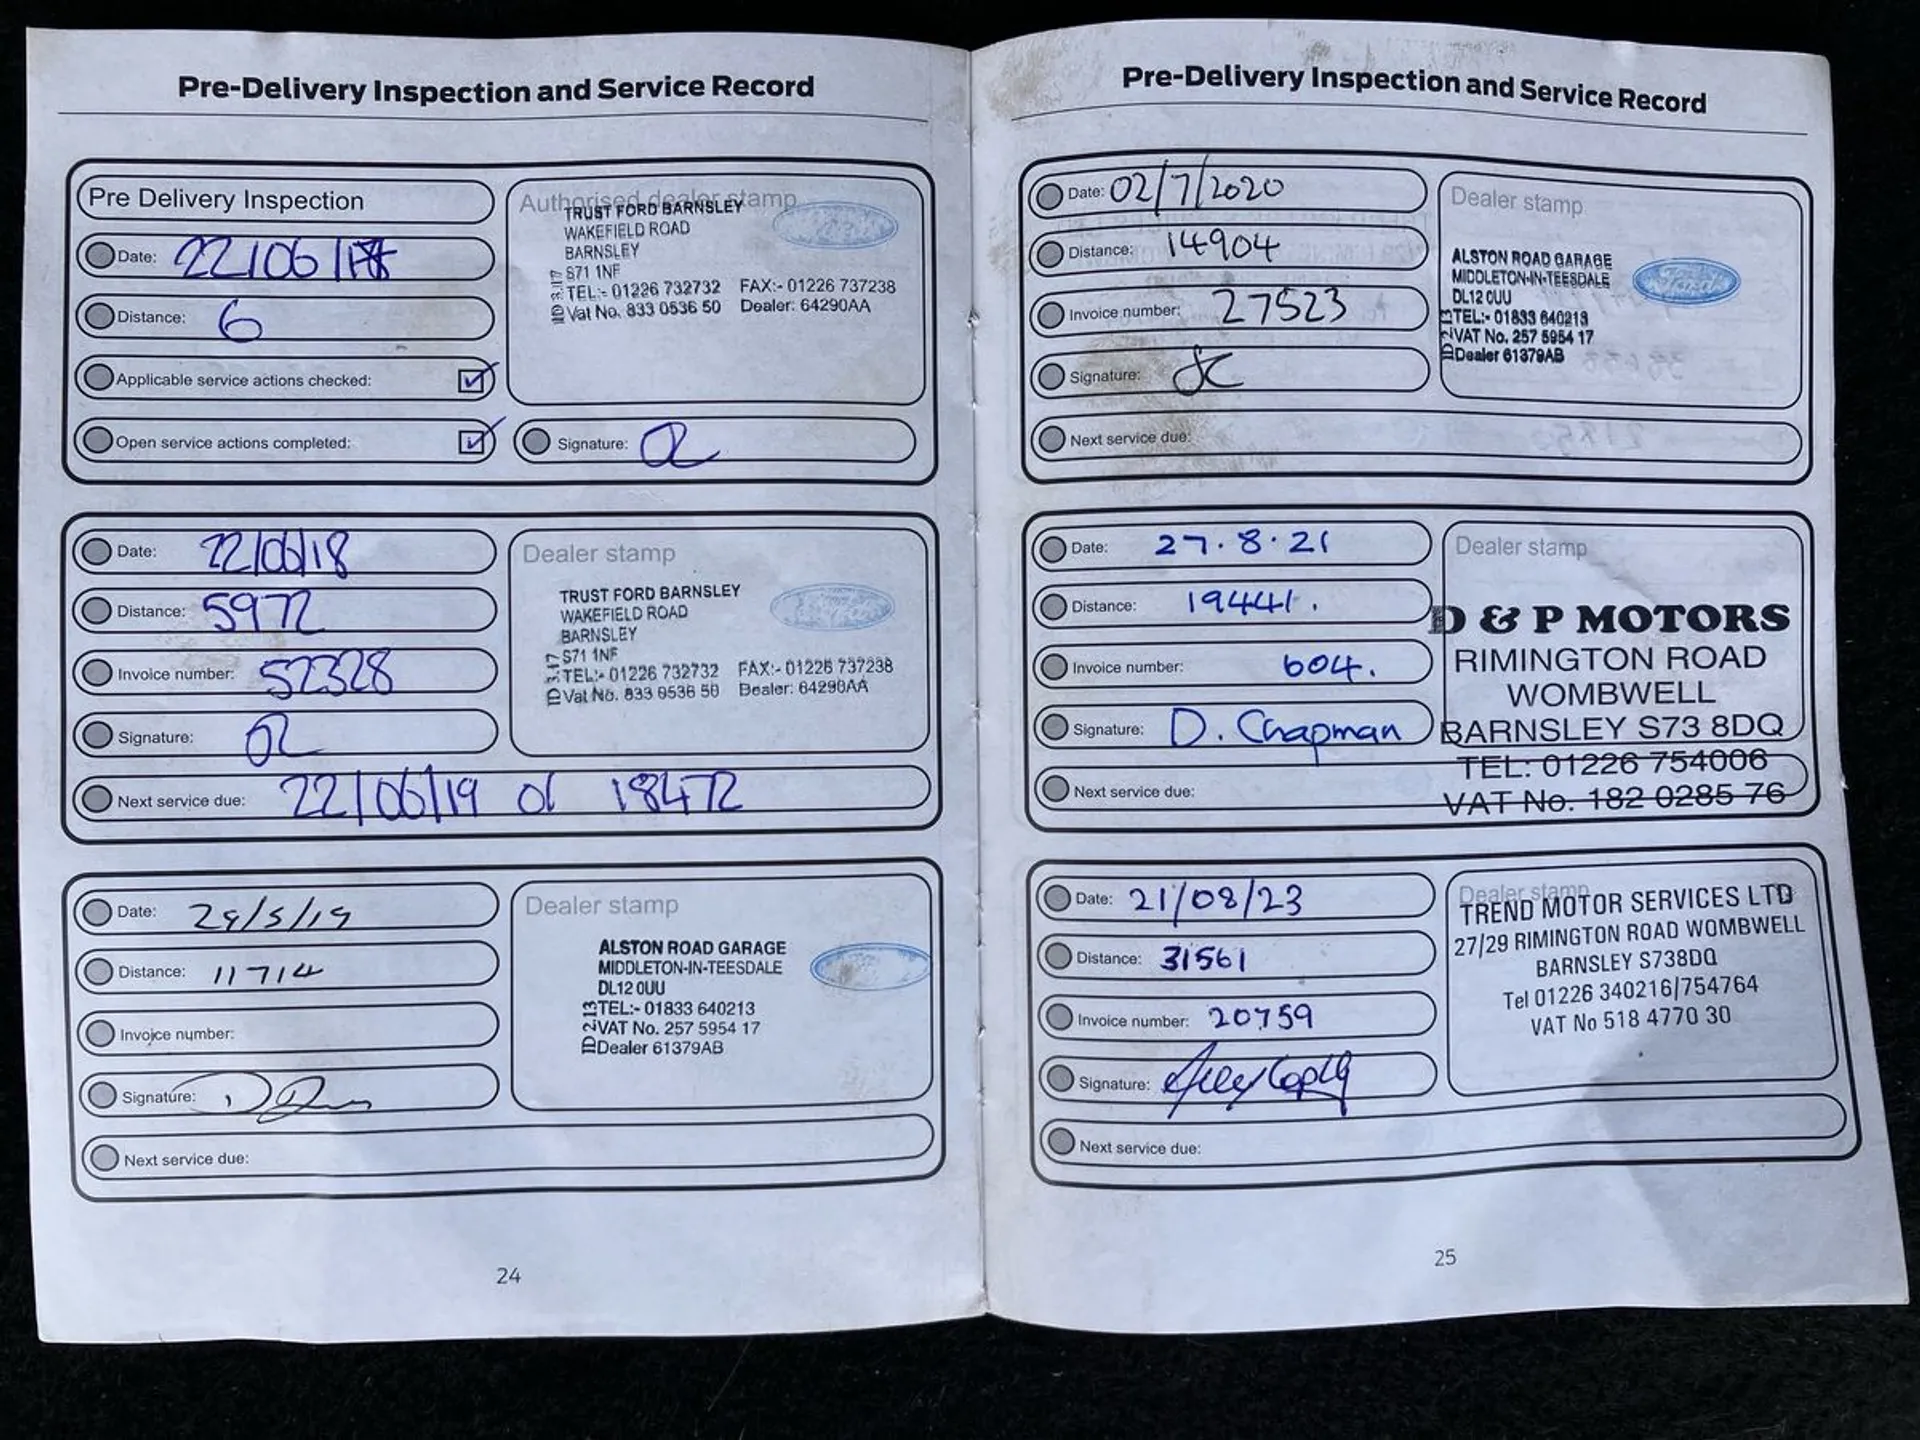 Pre-Delivery Inspection and Service Record
Pre Delivery Inspection
Date: 22/06/17
Distance: 6
Applicable service actions checked:
Open service actions completed:
Authorised dealer stamp
TRUST FORD BARNSLEY
WAKEFIELD ROAD
BARNSLEY
S71 1NF
TEL:- 01226 732732 FAX:- 01226 737238
Vat No. 833 0536 50 Dealer: 64290AA
Signature:
Date: 22/06/18
Distance: 5972
Invoice number: 52328
Signature:
Next service due: 22/06/19 or 18472
Dealer stamp
TRUST FORD BARNSLEY
WAKEFIELD ROAD
BARNSLEY
S71 1NF
TEL:- 01226 732732 FAX:- 01226 737238
Vat No. 833 0536 50 Dealer: 64290AA
Date: 29/5/19
Distance: 11714
Invoice number:
Signature:
Next service due:
Dealer stamp
ALSTON ROAD GARAGE
MIDDLETON-IN-TEESDALE
DL12 0UU
TEL:- 01833 640213
VAT No. 257 5954 17
Dealer 61379AB
24
Pre-Delivery Inspection and Service Record
Date: 02/7/2020
Distance: 14904
Invoice number: 27523
Signature:
Next service due:
Dealer stamp
ALSTON ROAD GARAGE
MIDDLETON-IN-TEESDALE
DL12 0UU
TEL:- 01833 640213
VAT No. 257 5954 17
Dealer 61379AB
Ford
Date: 27.8.21
Distance: 19441.
Invoice number: 604.
Signature: D. Chapman
Next service due:
Dealer stamp
D & P MOTORS
RIMINGTON ROAD
WOMBWELL
BARNSLEY S73 8DQ
TEL: 01226 754006
VAT No. 182 0285 76
Date: 21/08/23
Distance: 31561
Invoice number: 20759
Signature:
Next service due:
Dealer stamp
TREND MOTOR SERVICES LTD
27/29 RIMINGTON ROAD WOMBWELL
BARNSLEY S738DQ
Tel 01226 340216/754764
VAT No 518 4770 30
25